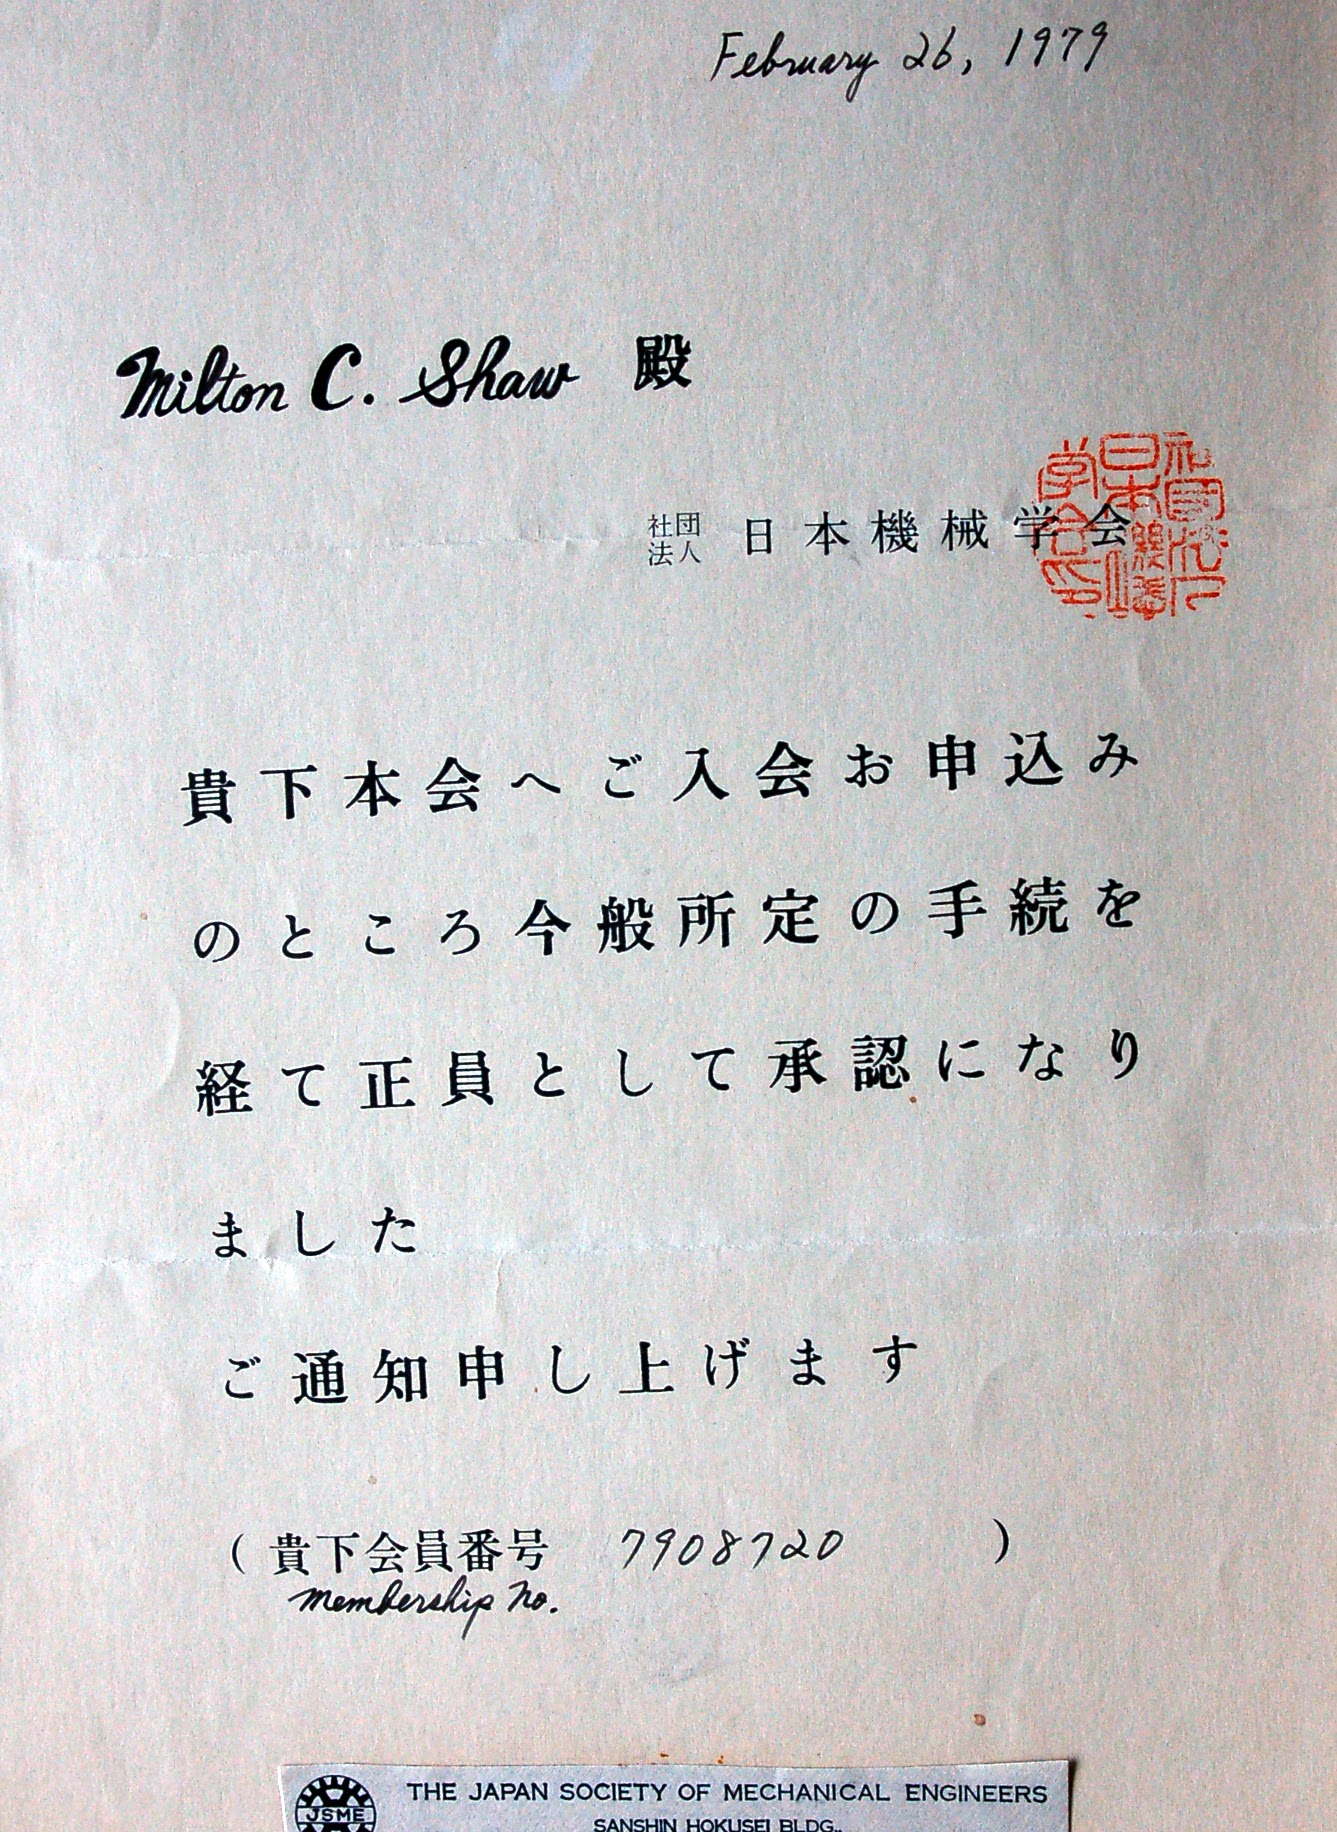 February 26, 1979
Milton C. Shaw 殿
社団法人 日本機械学会
貴下本会へご入会お申込み
のところ今般所定の手続を
経て正員として承認になり
ました
ご通知申し上げます
(貴下会員番号 7908720 )
Membership No.
JSME
THE JAPAN SOCIETY OF MECHANICAL ENGINEERS
SANSHIN HOKUSEI BLDG.,